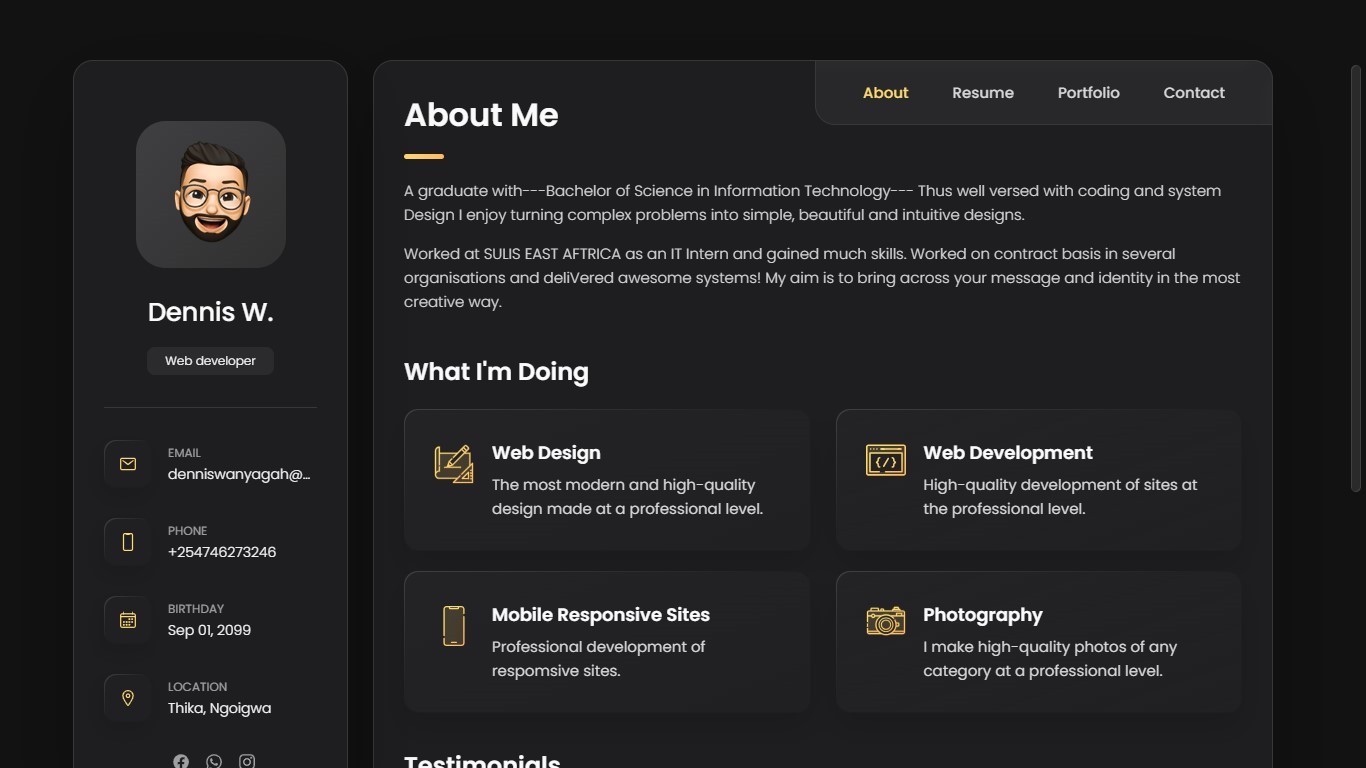 Dennis W.
Web developer
EMAIL
denniswanyagah@...
PHONE
+254746273246
BIRTHDAY
Sep 01, 2099
LOCATION
Thika, Ngoigwa
About
Resume
Portfolio
Contact
About Me
A graduate with---Bachelor of Science in Information Technology--- Thus well versed with coding and system
Design I enjoy turning complex problems into simple, beautiful and intuitive designs.
Worked at SULIS EAST AFTRICA as an IT Intern and gained much skills. Worked on contract basis in several
organisations and deliVered awesome systems! My aim is to bring across your message and identity in the most
creative way.
What I'm Doing
Web Design
The most modern and high-quality
design made at a professional level.
Web Development
High-quality development of sites at
the professional level.
Mobile Responsive Sites
Professional development of
respomsive sites.
Photography
I make high-quality photos of any
category at a professional level.
Testimonials